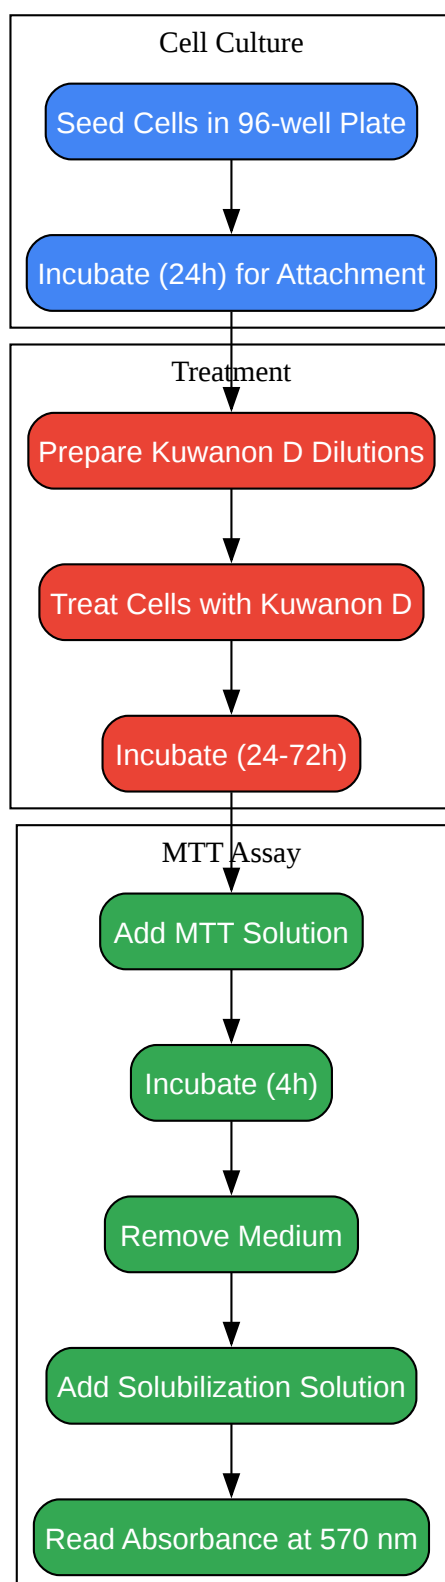 Cell Culture
Seed Cells in 96-well Plate
Incubate (24h) for Attachment
Treatment
Prepare Kuwanon D Dilutions
Treat Cells with Kuwanon D
Incubate (24-72h)
MTT Assay
Add MTT Solution
Incubate (4h)
Remove Medium
Add Solubilization Solution
Read Absorbance at 570 nm